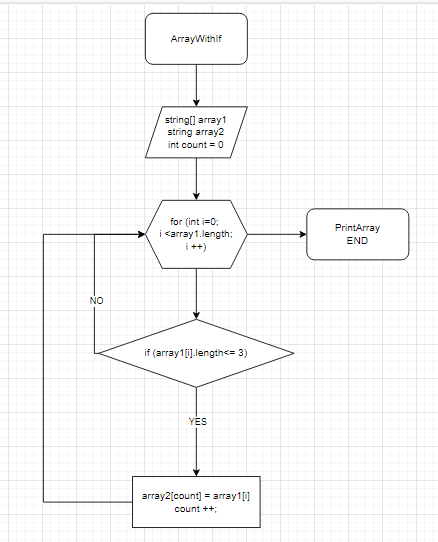 ArrayWithIf
string[] array1
string array2
int count = 0
for (int i=0;
i <array1.length;
i ++)
PrintArray
END
NO
if (array1[i].length<= 3)
YES
array2[count] = array1[i]
count ++;